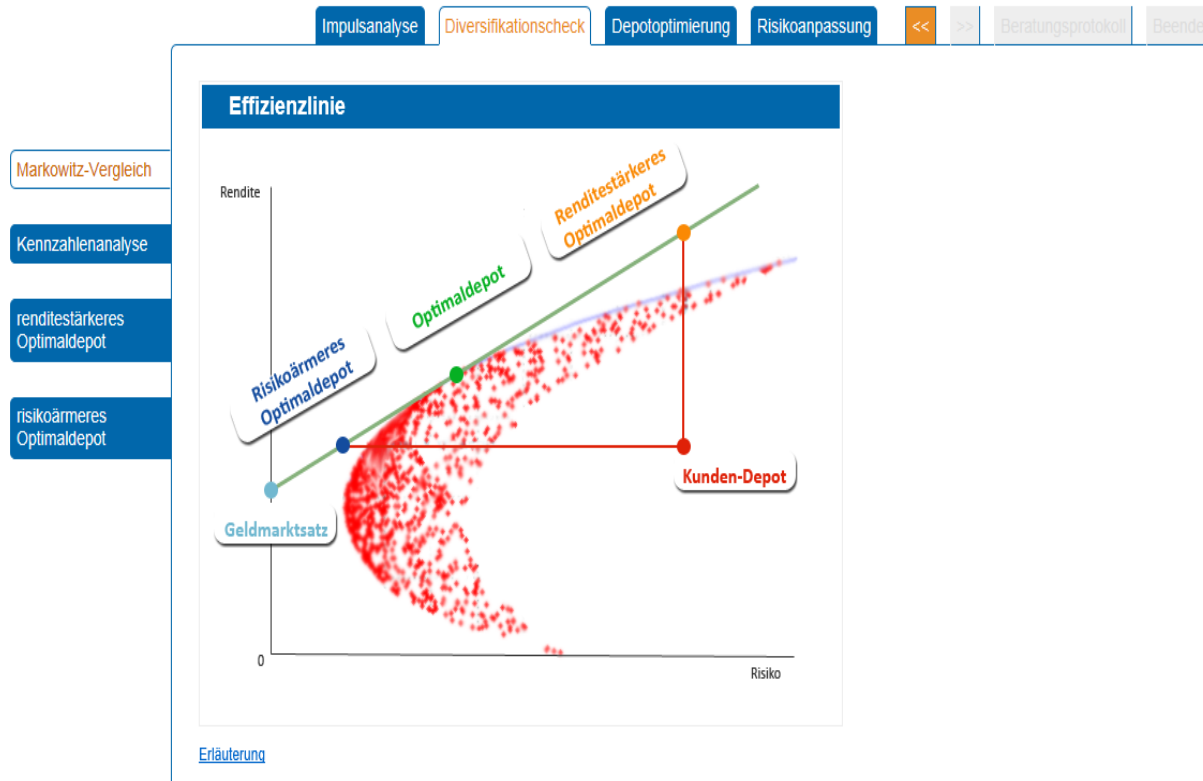 Impulsanalyse Diversifikationscheck Depotoptimierung Risikoanpassung << >> Beratungsprotokoll Beende
Effizienzlinie
Markowitz-Vergleich
Kennzahlenanalyse
renditestärkeres
Optimaldepot
risikoärmeres
Optimaldepot
Rendite
Renditestärkeres
Optimaldepot
Optimaldepot
Risikoärmeres
Optimaldepot
Kunden-Depot
Geldmarktsatz
0
Risiko
Erläuterung